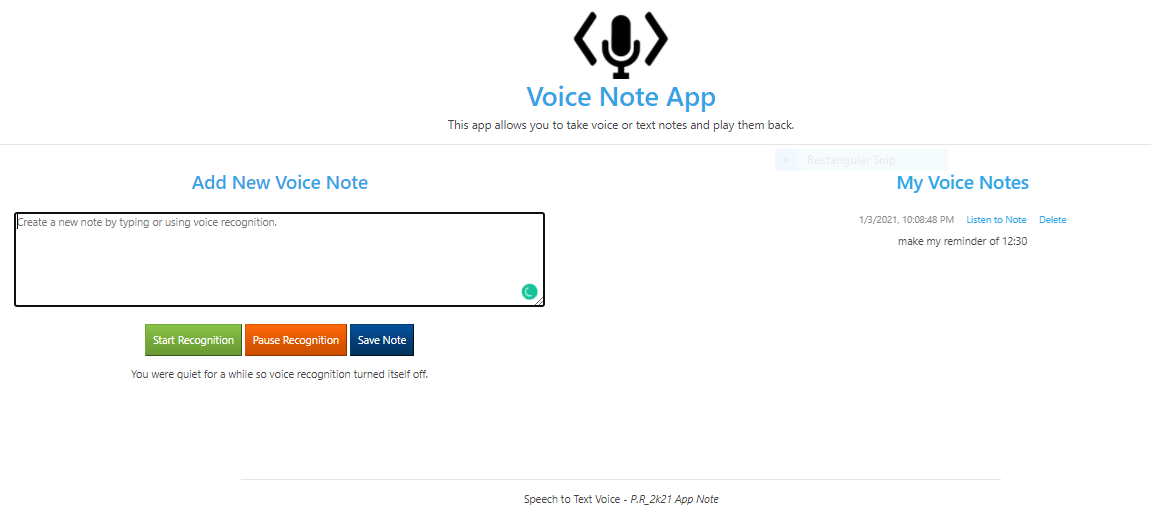 Voice Note App
This app allows you to take voice or text notes and play them back.
Rectangular Snip
Add New Voice Note
Create a new note by typing or using voice recognition.
Start Recognition Pause Recognition Save Note
You were quiet for a while so voice recognition turned itself off.
My Voice Notes
1/3/2021, 10:08:48 PM Listen to Note Delete
make my reminder of 12:30
Speech to Text Voice - P.R_2k21 App Note